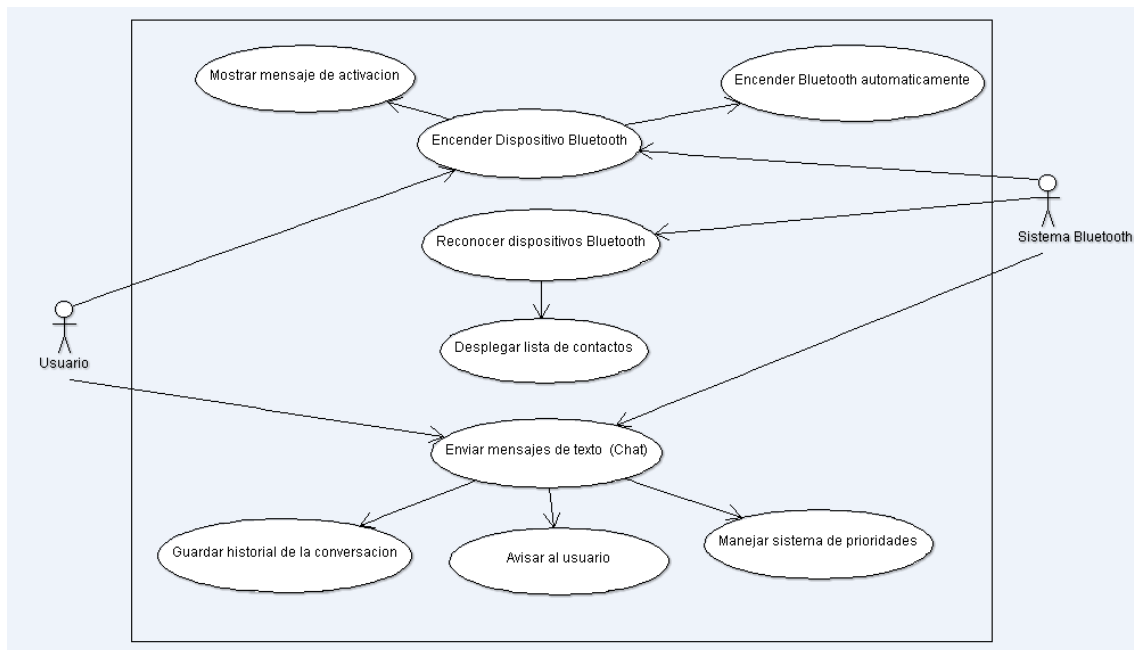 Mostrar mensaje de activacion
Encender Bluetooth automaticamente
Encender Dispositivo Bluetooth
Reconocer dispositivos Bluetooth
Sistema Bluetooth
Desplegar lista de contactos
Usuario
Enviar mensajes de texto (Chat)
Guardar historial de la conversacion
Avisar al usuario
Manejar sistema de prioridades